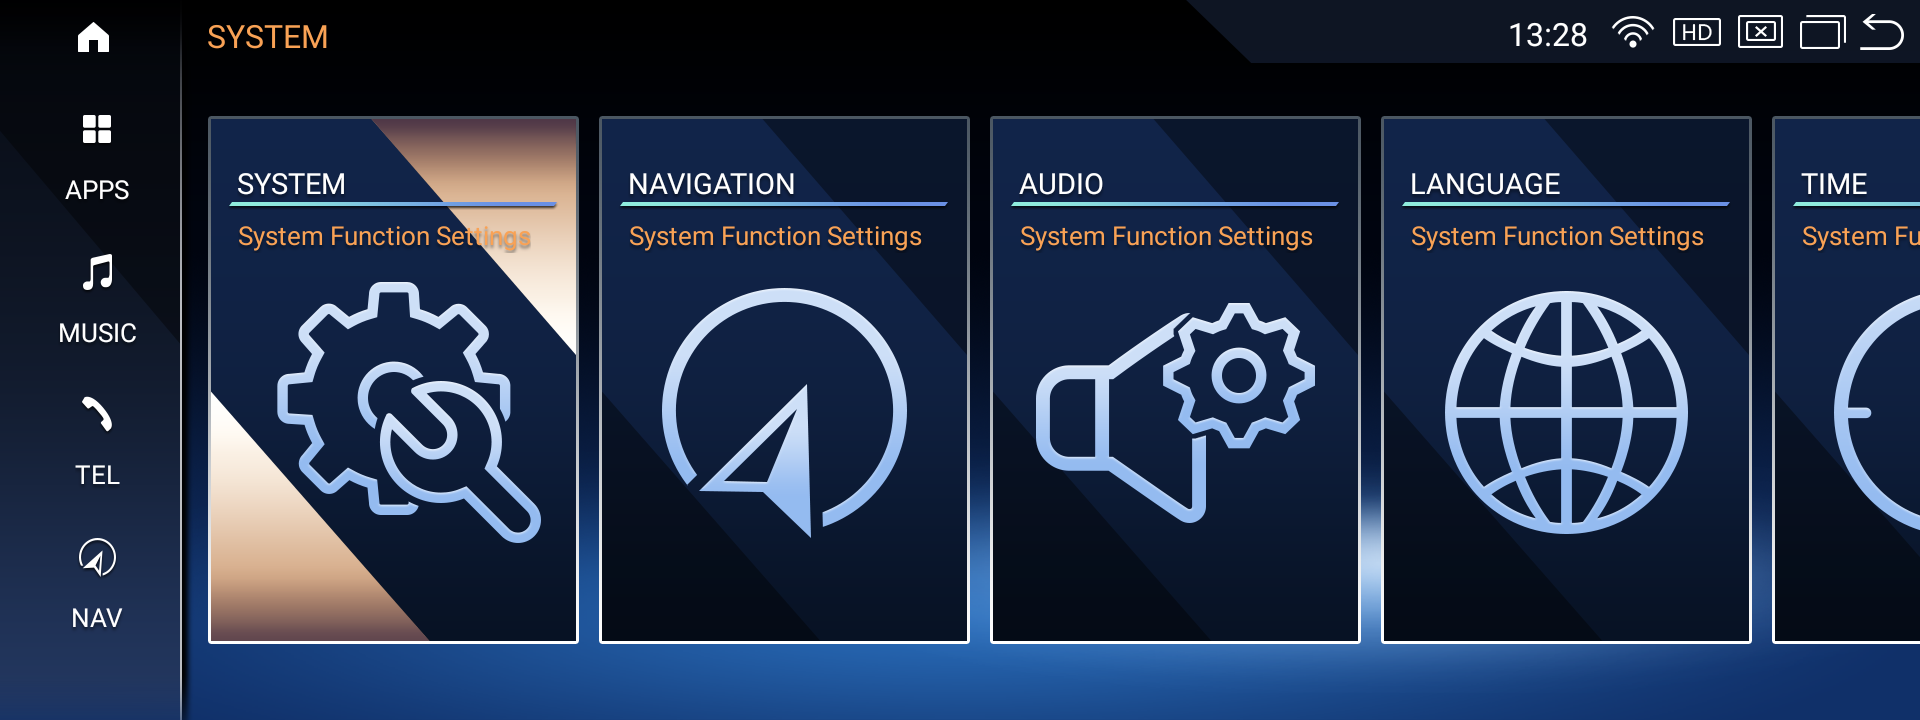 SYSTEM
13:28
HD
APPS
MUSIC
TEL
NAV
SYSTEM
System Function Settings
NAVIGATION
System Function Settings
AUDIO
System Function Settings
LANGUAGE
System Function Settings
TIME
System Fu